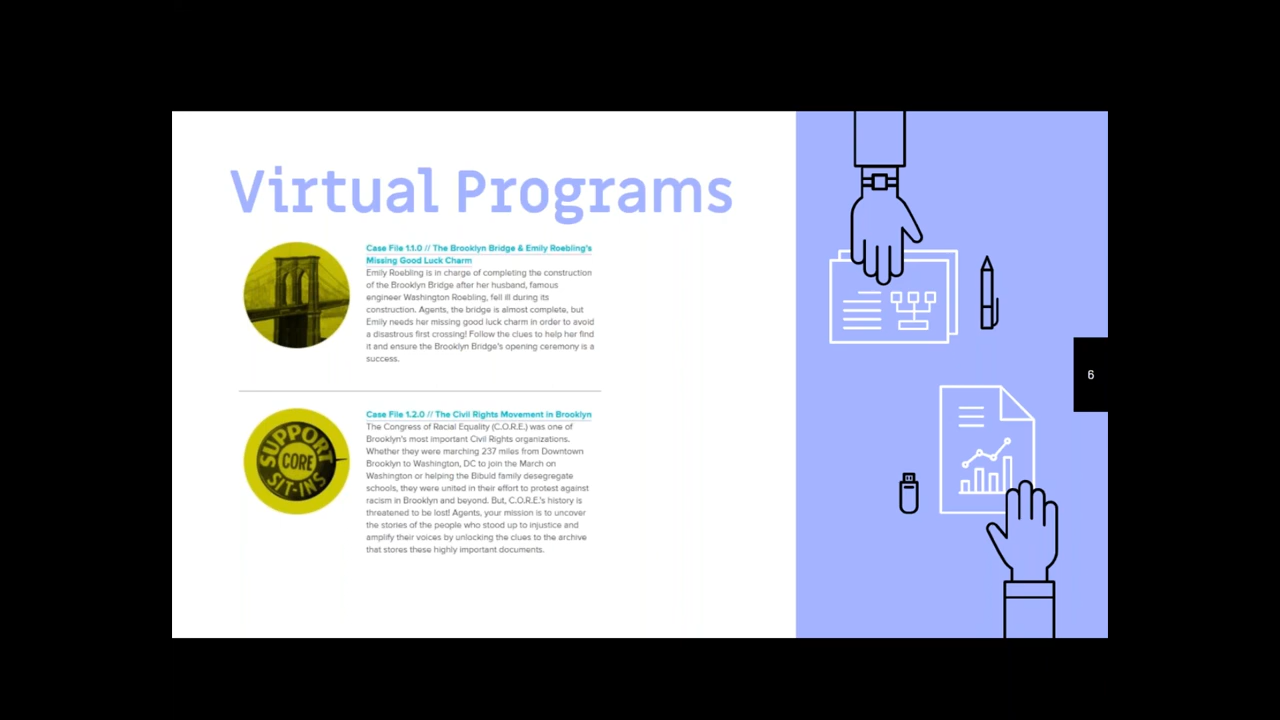 Virtual Programs
Case File 1.1.0 // The Brooklyn Bridge & Emily Roebling's
Missing Good Luck Charm
Emily Roebling is in charge of completing the construction
of the Brooklyn Bridge after her husband, famous
engineer Washington Roebling, fell ill during its
construction. Agents, the bridge is almost complete, but
Emily needs her missing good luck charm in order to avoid
a disastrous first crossing! Follow the clues to help her find
it and ensure the Brooklyn Bridge's opening ceremony is a
success.
SUPPORT
CORE
SIT-INS
Case File 1.2.0 // The Civil Rights Movement in Brooklyn
The Congress of Racial Equality (C.O.R.E.) was one of
Brooklyn's most important Civil Rights organizations.
Whether they were marching 237 miles from Downtown
Brooklyn to Washington, DC to join the March on
Washington or helping the Bibuld family desegregate
schools, they were united in their effort to protest against
racism in Brooklyn and beyond. But, C.O.R.E.'s history is
threatened to be lost! Agents, your mission is to uncover
the stories of the people who stood up to injustice and
amplify their voices by unlocking the clues to the archive
that stores these highly important documents.
6